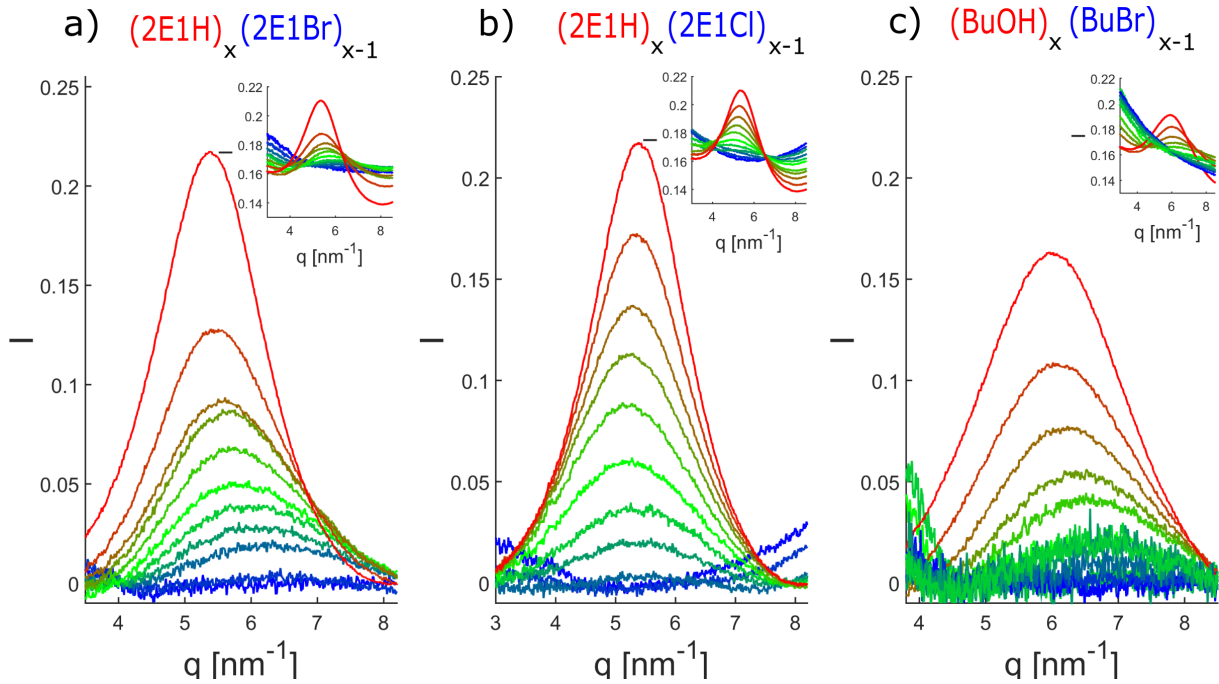 a) (2E1H)x(2E1Br)x-1
0.25
0.2
0.15
0.1
0.05
0
I
4 5 6 7 8
q [nm-1]
0.22
0.2
0.18
0.16
0.14
I
4 6 8
q [nm-1]
b) (2E1H)x(2E1Cl)x-1
0.25
0.2
0.15
0.1
0.05
0
I
3 4 5 6 7 8
q [nm-1]
0.22
0.2
0.18
0.16
0.14
I
4 6 8
q [nm-1]
c) (BuOH)x(BuBr)x-1
0.25
0.2
0.15
0.1
0.05
0
I
4 5 6 7 8
q [nm-1]
0.22
0.2
0.18
0.16
0.14
I
4 6 8
q [nm-1]